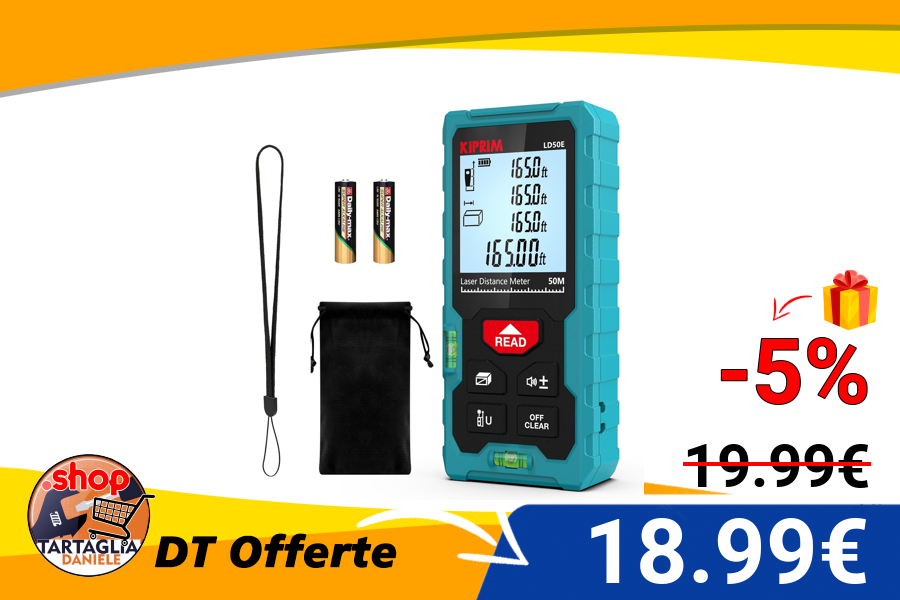 KIPRIM
LD50E
165.0ft
165.0ft
165.0ft
165.00ft
Laser Distance Meter 50M
READ
U
OFF
CLEAR
Daily-max
Daily-max
-5%
19.99€
18.99€
.shop
TARTAGLIA
DANIELE
DT Offerte